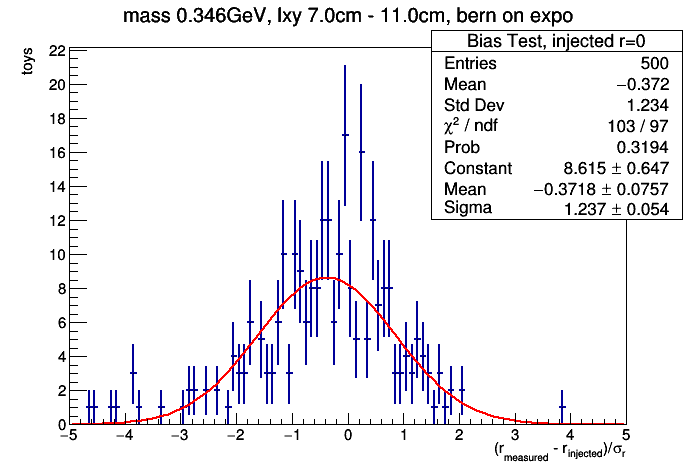 mass 0.346GeV, lxy 7.0cm - 11.0cm, bern on expo
Bias Test, injected r=0
Entries 500
Mean −0.372
Std Dev 1.234
χ² / ndf 103 / 97
Prob 0.3194
Constant 8.615 ± 0.647
Mean −0.3718 ± 0.0757
Sigma 1.237 ± 0.054
toys
22
20
18
16
14
12
10
8
6
4
2
0
−5 −4 −3 −2 −1 0 1 2 3 4 5
(r_measured - r_injected)/σ_r